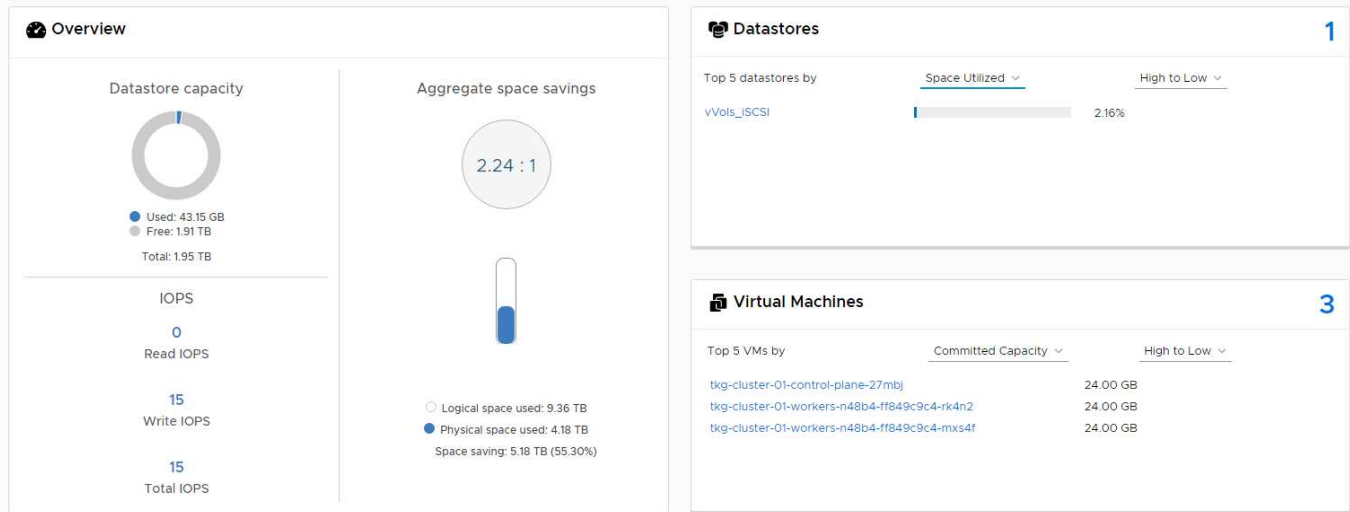 Overview
Datastore capacity
Used: 43.15 GB
Free: 1.91 TB
Total: 1.95 TB
IOPS
0
Read IOPS
15
Write IOPS
15
Total IOPS
Aggregate space savings
2.24 : 1
Logical space used: 9.36 TB
Physical space used: 4.18 TB
Space saving: 5.18 TB (55.30%)
Datastores 1
Top 5 datastores by Space Utilized High to Low
vVols_iSCSI 2.16%
Virtual Machines 3
Top 5 VMs by Committed Capacity High to Low
tkg-cluster-01-control-plane-27mbj 24.00 GB
tkg-cluster-01-workers-n48b4-ff849c9c4-rk4n2 24.00 GB
tkg-cluster-01-workers-n48b4-ff849c9c4-mxs4f 24.00 GB